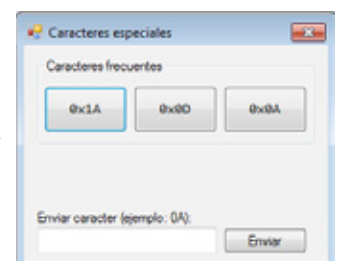 Caracteres especiales
Caracteres frecuentes
0x1A 0x0D 0x0A
Enviar caracter (ejemplo: 0A):
Enviar